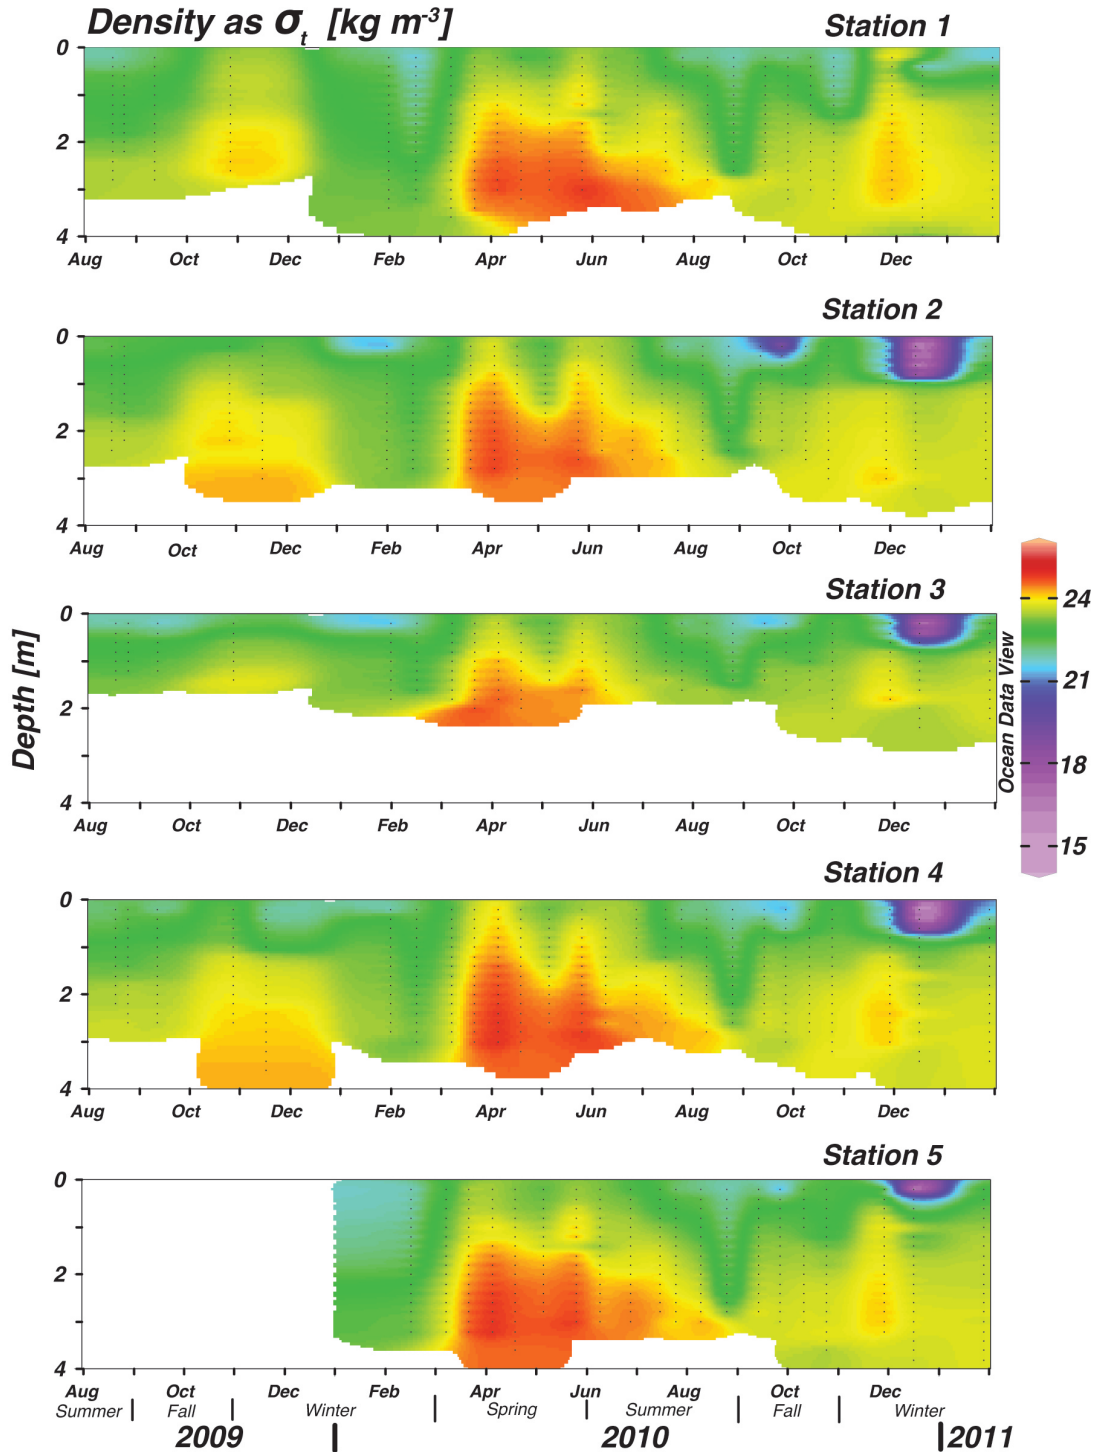 Density as σt [kg m-3]
Station 1
0
2
4
Aug Oct Dec Feb Apr Jun Aug Oct Dec
Station 2
0
2
4
Aug Oct Dec Feb Apr Jun Aug Oct Dec
Station 3
0
2
4
Aug Oct Dec Feb Apr Jun Aug Oct Dec
Depth [m]
Ocean Data View
24
21
18
15
Station 4
0
2
4
Aug Oct Dec Feb Apr Jun Aug Oct Dec
Station 5
0
2
4
Aug Oct Dec Feb Apr Jun Aug Oct Dec
Summer Fall Winter Spring Summer Fall Winter
2009 2010 2011